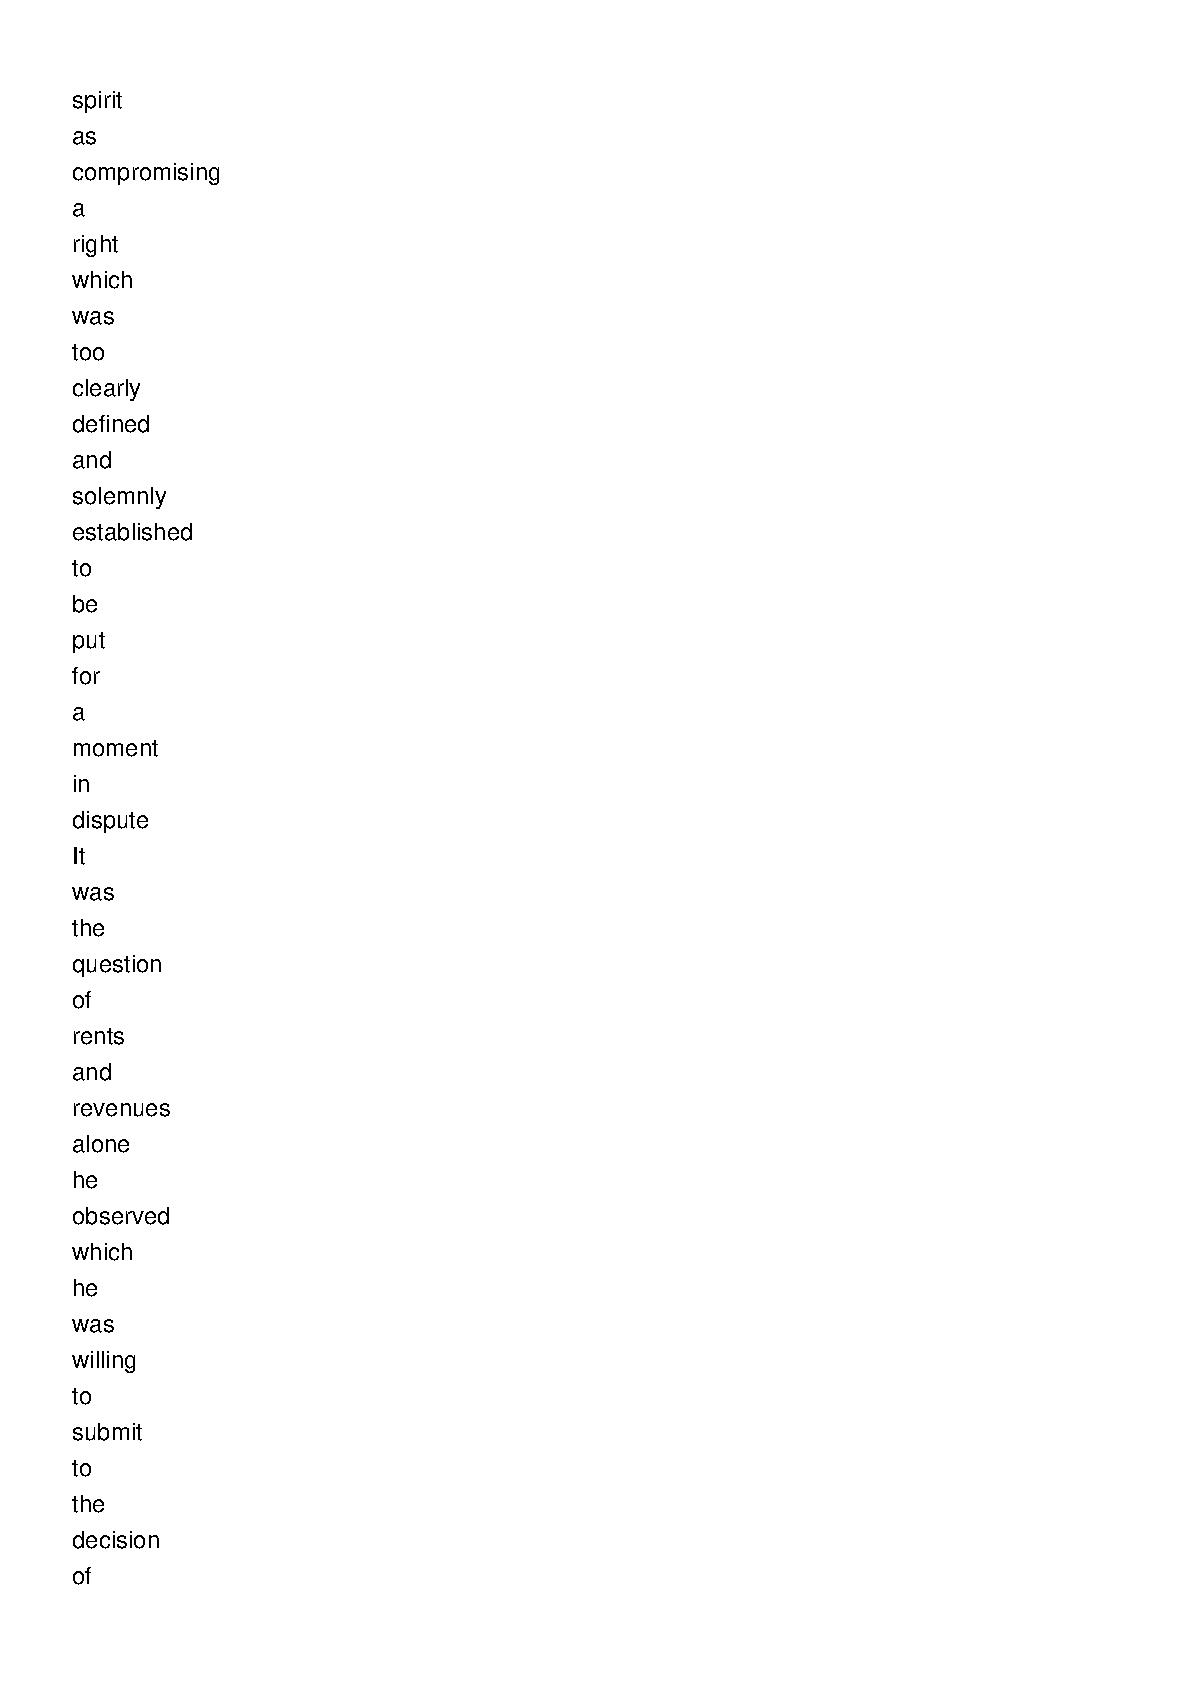 spirit
as
compromising
a
right
which
was
too
clearly
defined
and
solemnly
established
to
be
put
for
a
moment
in
dispute
It
was
the
question
of
rents
and
revenues
alone
he
observed
which
he
was
willing
to
submit
to
the
decision
of